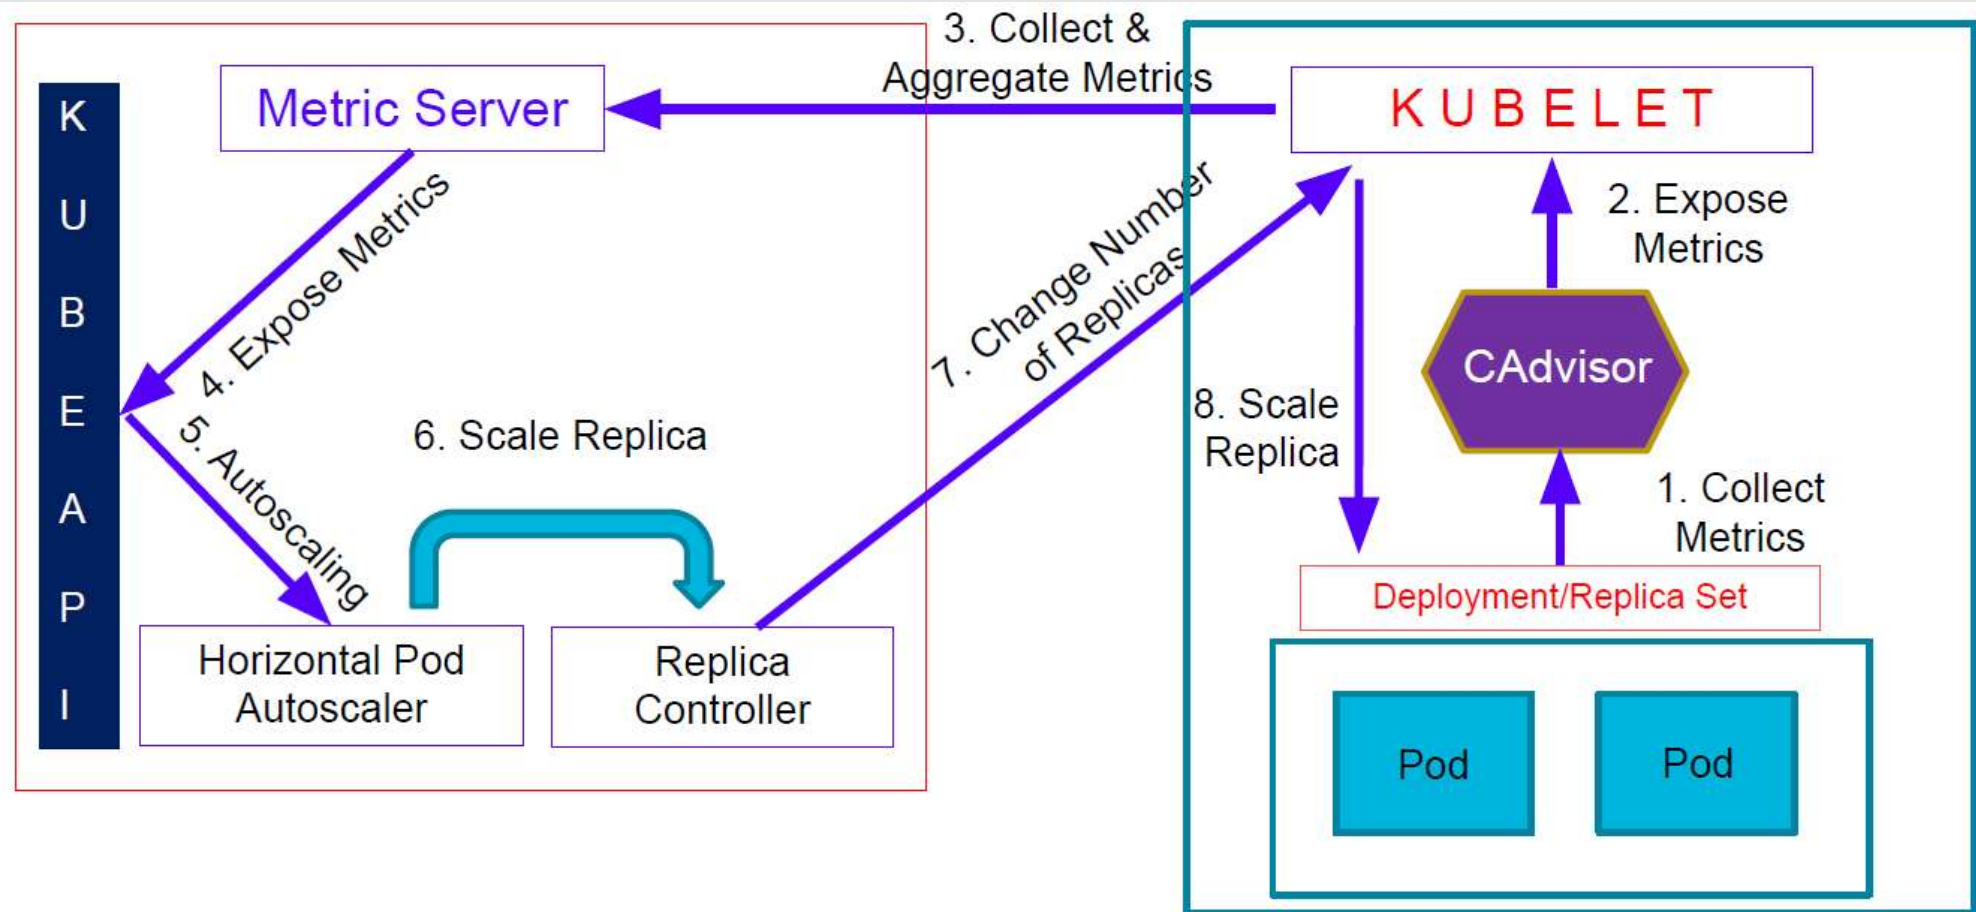 3. Collect &
Aggregate Metrics
K
U
B
E
A
P
I
Metric Server
K U B E L E T
4. Expose Metrics
7. Change Number
of Replicas
2. Expose
Metrics
CAdvisor
5. Autoscaling
6. Scale Replica
8. Scale
Replica
1. Collect
Metrics
Deployment/Replica Set
Horizontal Pod
Autoscaler
Replica
Controller
Pod
Pod